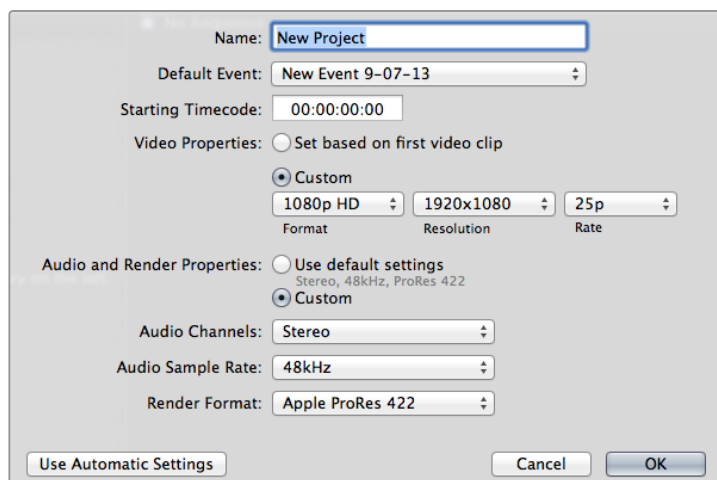 Name: New Project
Default Event: New Event 9-07-13
Starting Timecode: 00:00:00:00
Video Properties: Set based on first video clip
Custom
1080p HD 1920x1080 25p
Format Resolution Rate
Audio and Render Properties: Use default settings
Stereo, 48kHz, ProRes 422
Custom
Audio Channels: Stereo
Audio Sample Rate: 48kHz
Render Format: Apple ProRes 422
Use Automatic Settings Cancel OK